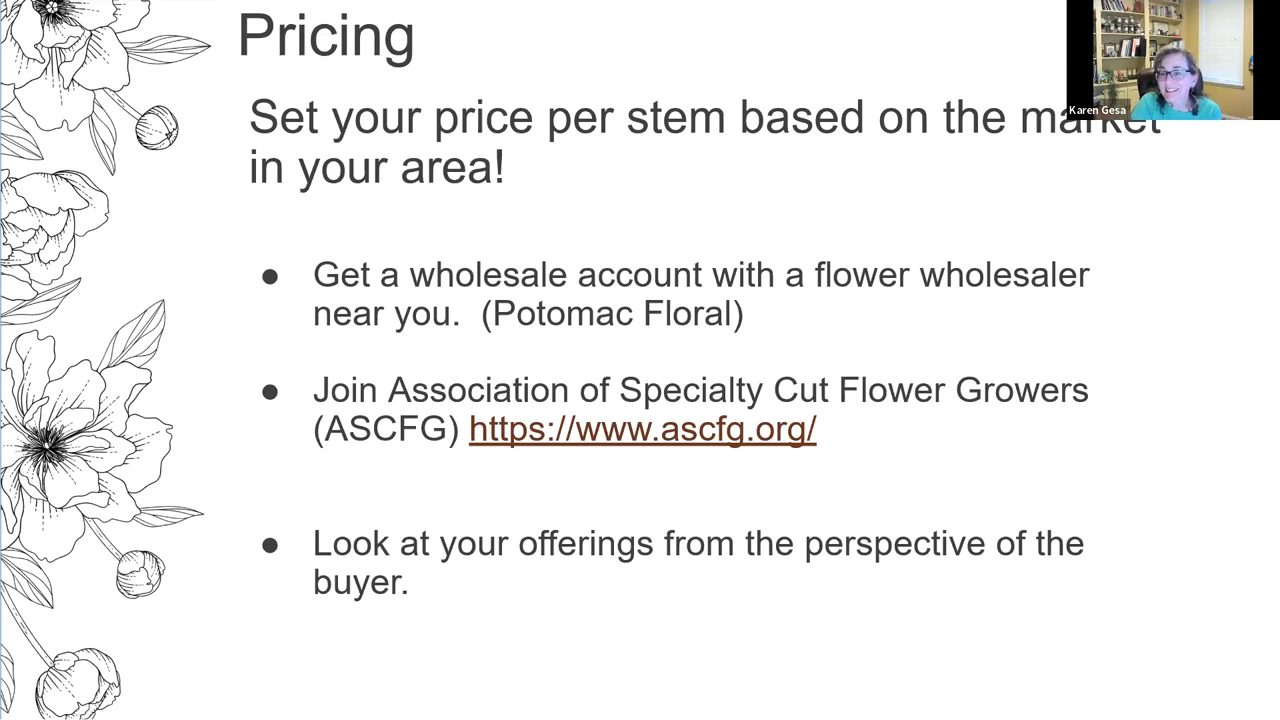 Pricing
Set your price per stem based on the market
in your area!
● Get a wholesale account with a flower wholesaler
near you.  (Potomac Floral)
● Join Association of Specialty Cut Flower Growers
(ASCFG) https://www.ascfg.org/
● Look at your offerings from the perspective of the
buyer.
Karen Gesa